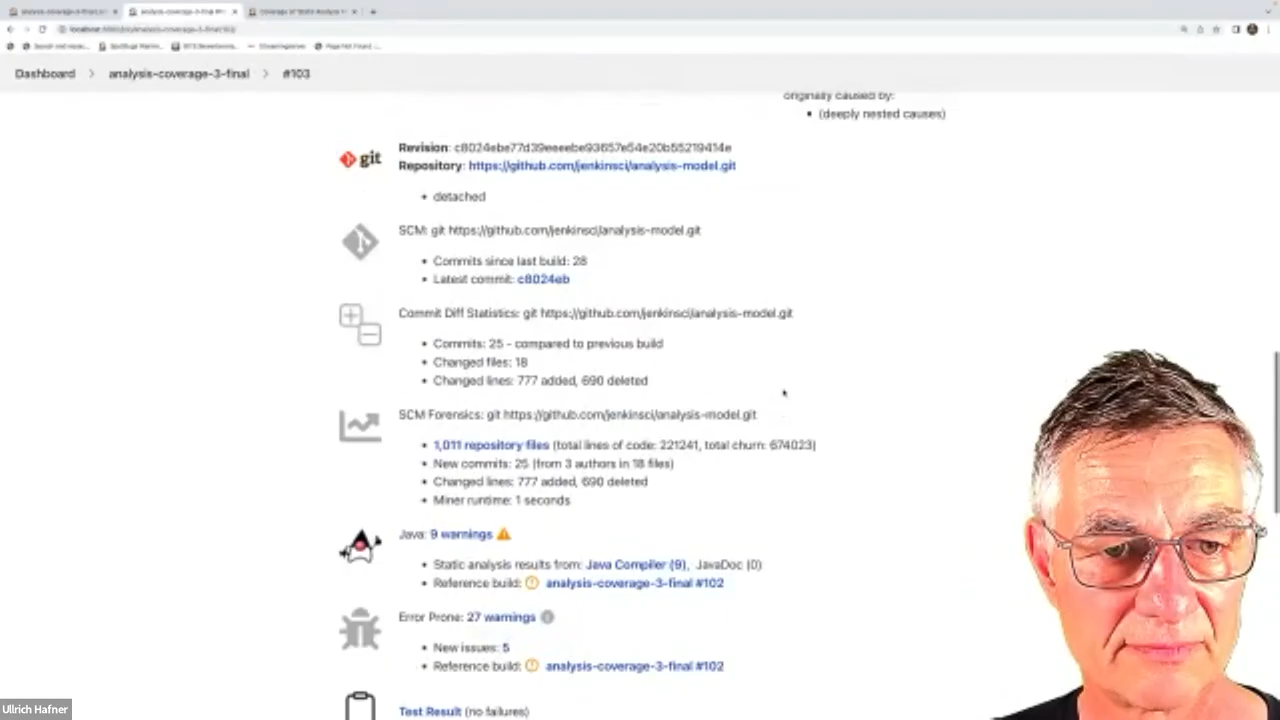 Dashboard > analysis-coverage-3-final > #103
originally caused by:
• (deeply nested causes)
git
Revision: c8024ebe77d39eeeebe93657e54e20b55219414e
Repository: https://github.com/jenkinsci/analysis-model.git
• detached
SCM: git https://github.com/jenkinsci/analysis-model.git
• Commits since last build: 28
• Latest commit: c8024eb
Commit Diff Statistics: git https://github.com/jenkinsci/analysis-model.git
• Commits: 25 - compared to previous build
• Changed files: 18
• Changed lines: 777 added, 690 deleted
SCM Forensics: git https://github.com/jenkinsci/analysis-model.git
• 1,011 repository files (total lines of code: 221241, total churn: 674023)
• New commits: 25 (from 3 authors in 18 files)
• Changed lines: 777 added, 690 deleted
• Miner runtime: 1 seconds
Java: 9 warnings
• Static analysis results from: Java Compiler (9), JavaDoc (0)
• Reference build: analysis-coverage-3-final #102
Error Prone: 27 warnings
• New issues: 5
• Reference build: analysis-coverage-3-final #102
Test Result (no failures)
Ullrich Hafner